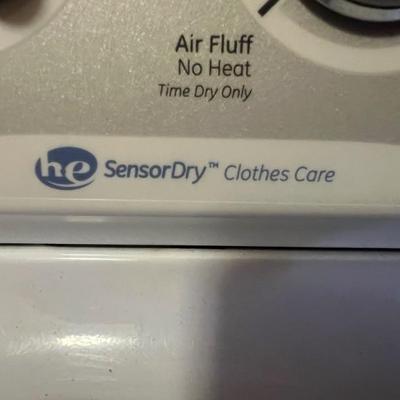 Air Fluff
No Heat
Time Dry Only
he SensorDry™ Clothes Care